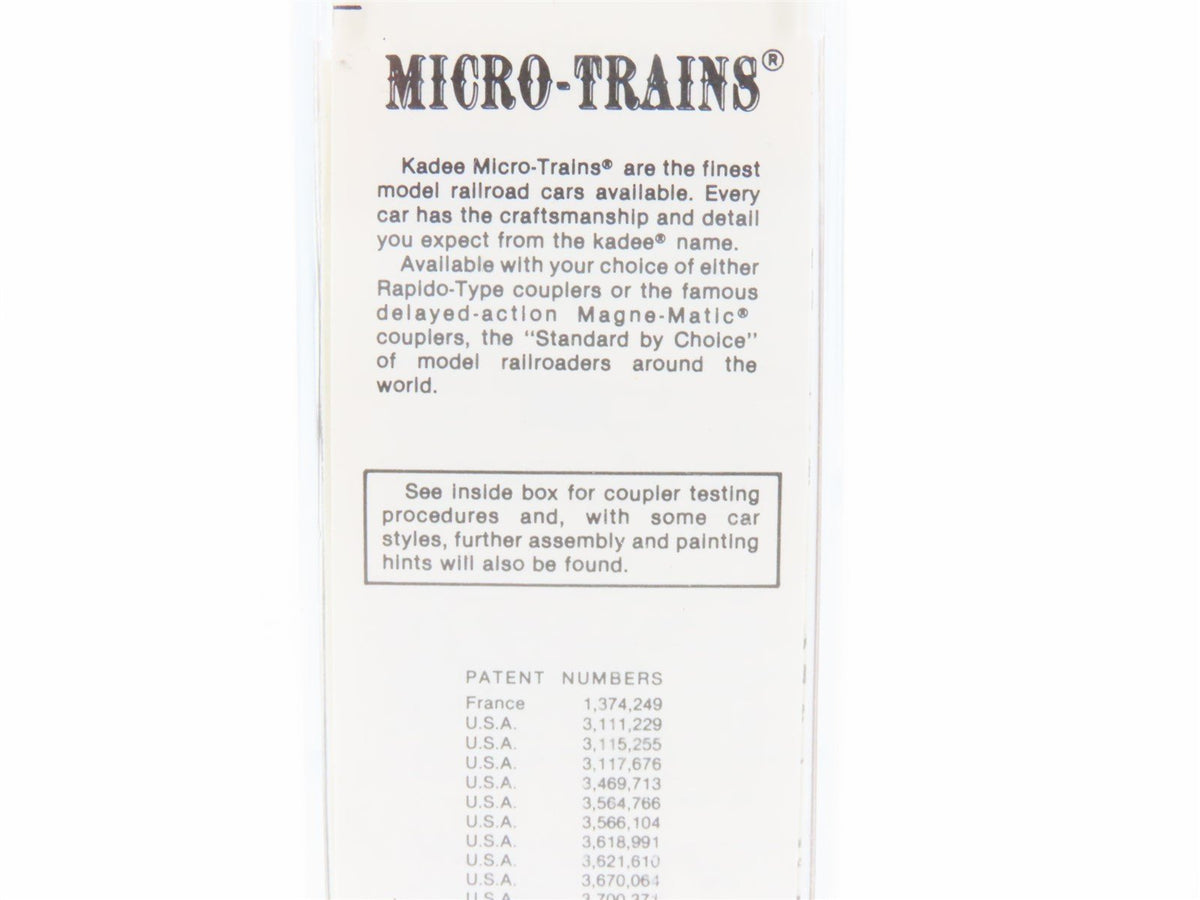 MICRO-TRAINS®
Kadee Micro-Trains® are the finest
model railroad cars available. Every
car has the craftsmanship and detail
you expect from the kadee® name.
Available with your choice of either
Rapido-Type couplers or the famous
delayed-action Magne-Matic®
couplers, the “Standard by Choice”
of model railroaders around the
world.
See inside box for coupler testing
procedures and, with some car
styles, further assembly and painting
hints will also be found.
PATENT NUMBERS
France 1,374,249
U.S.A. 3,111,229
U.S.A. 3,115,255
U.S.A. 3,117,676
U.S.A. 3,469,713
U.S.A. 3,564,766
U.S.A. 3,566,104
U.S.A. 3,618,991
U.S.A. 3,621,610
U.S.A. 3,670,064
U.S.A.